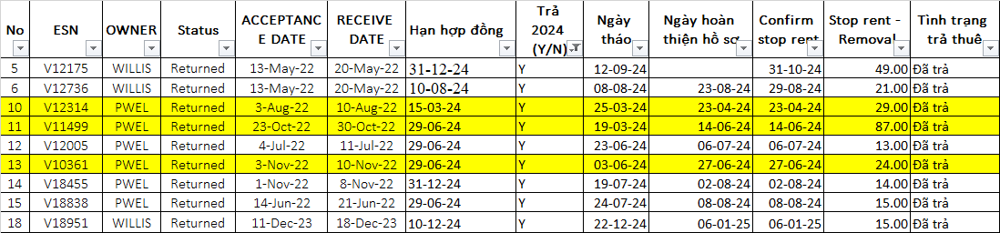 No ESN OWNER Status ACCEPTANCE DATE RECEIVE DATE Hạn hợp đồng Trả 2024 (Y/N) Ngày tháo Ngày hoàn thiện hồ sơ Confirm stop rent Stop rent - Removal Tình trạng trả thuê
5 V12175 WILLIS Returned 13-May-22 20-May-22 31-12-24 Y 12-09-24 31-10-24 49.00 Đã trả
6 V12736 WILLIS Returned 13-May-22 20-May-22 10-08-24 Y 08-08-24 23-08-24 29-08-24 21.00 Đã trả
10 V12314 PWEL Returned 3-Aug-22 10-Aug-22 15-03-24 Y 25-03-24 23-04-24 23-04-24 29.00 Đã trả
11 V11499 PWEL Returned 23-Oct-22 30-Oct-22 29-06-24 Y 19-03-24 14-06-24 14-06-24 87.00 Đã trả
12 V12005 PWEL Returned 4-Jul-22 11-Jul-22 29-06-24 Y 23-06-24 06-07-24 06-07-24 13.00 Đã trả
13 V10361 PWEL Returned 3-Nov-22 10-Nov-22 29-06-24 Y 03-06-24 27-06-24 27-06-24 24.00 Đã trả
14 V18455 PWEL Returned 1-Nov-22 8-Nov-22 31-12-24 Y 19-07-24 02-08-24 02-08-24 14.00 Đã trả
15 V18838 PWEL Returned 14-Jun-22 21-Jun-22 29-06-24 Y 24-07-24 08-08-24 08-08-24 15.00 Đã trả
18 V18951 WILLIS Returned 11-Dec-23 18-Dec-23 10-12-24 Y 22-12-24 06-01-25 06-01-25 15.00 Đã trả